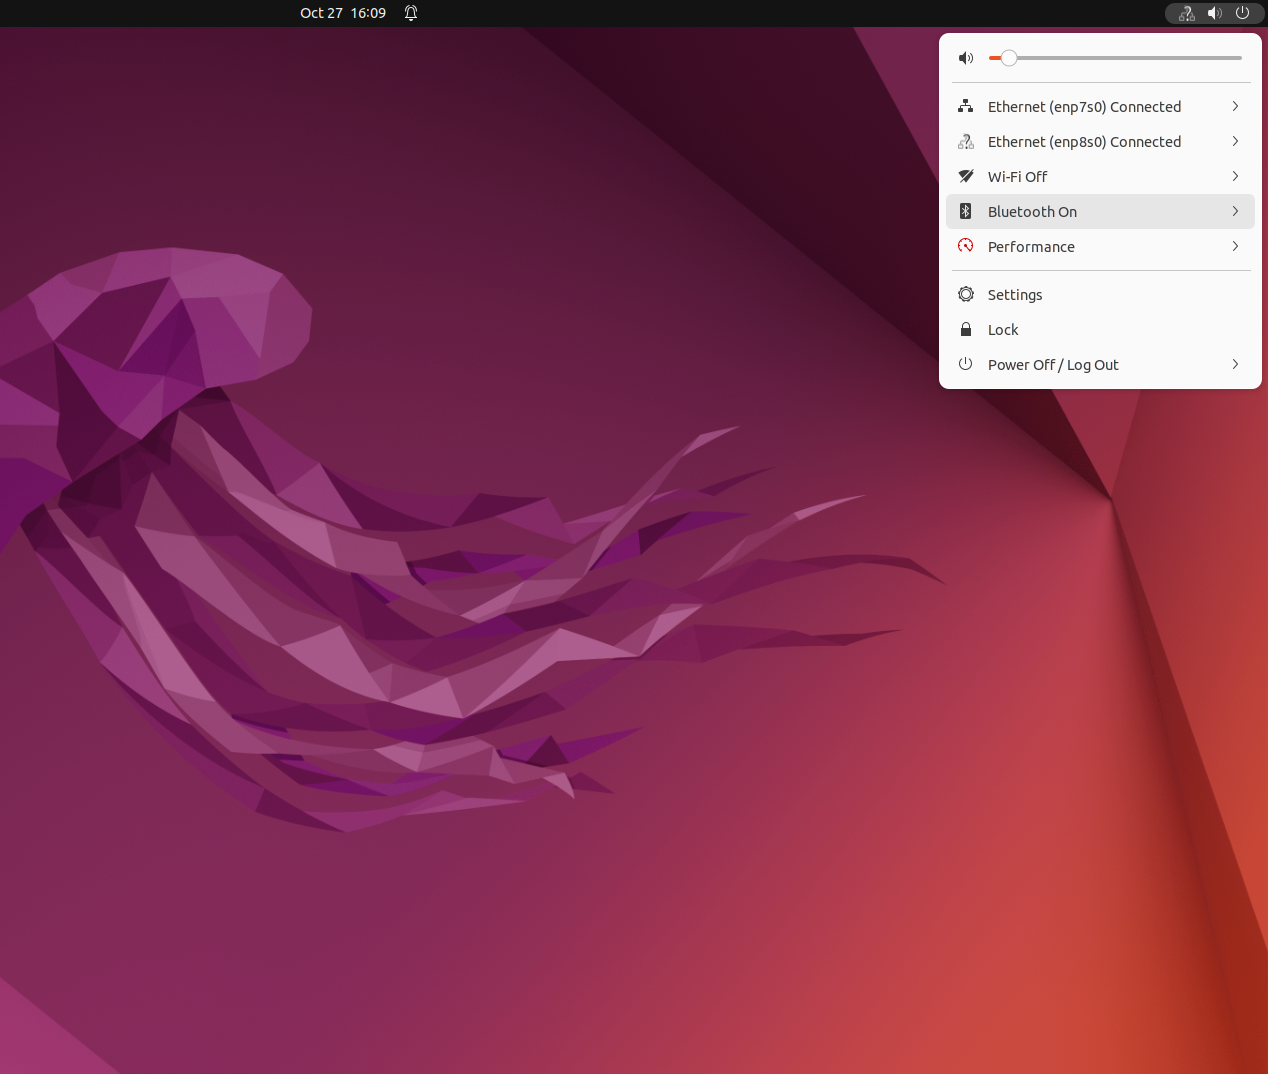 Oct 27 16:09
Ethernet (enp7s0) Connected
Ethernet (enp8s0) Connected
Wi-Fi Off
Bluetooth On
Performance
Settings
Lock
Power Off / Log Out